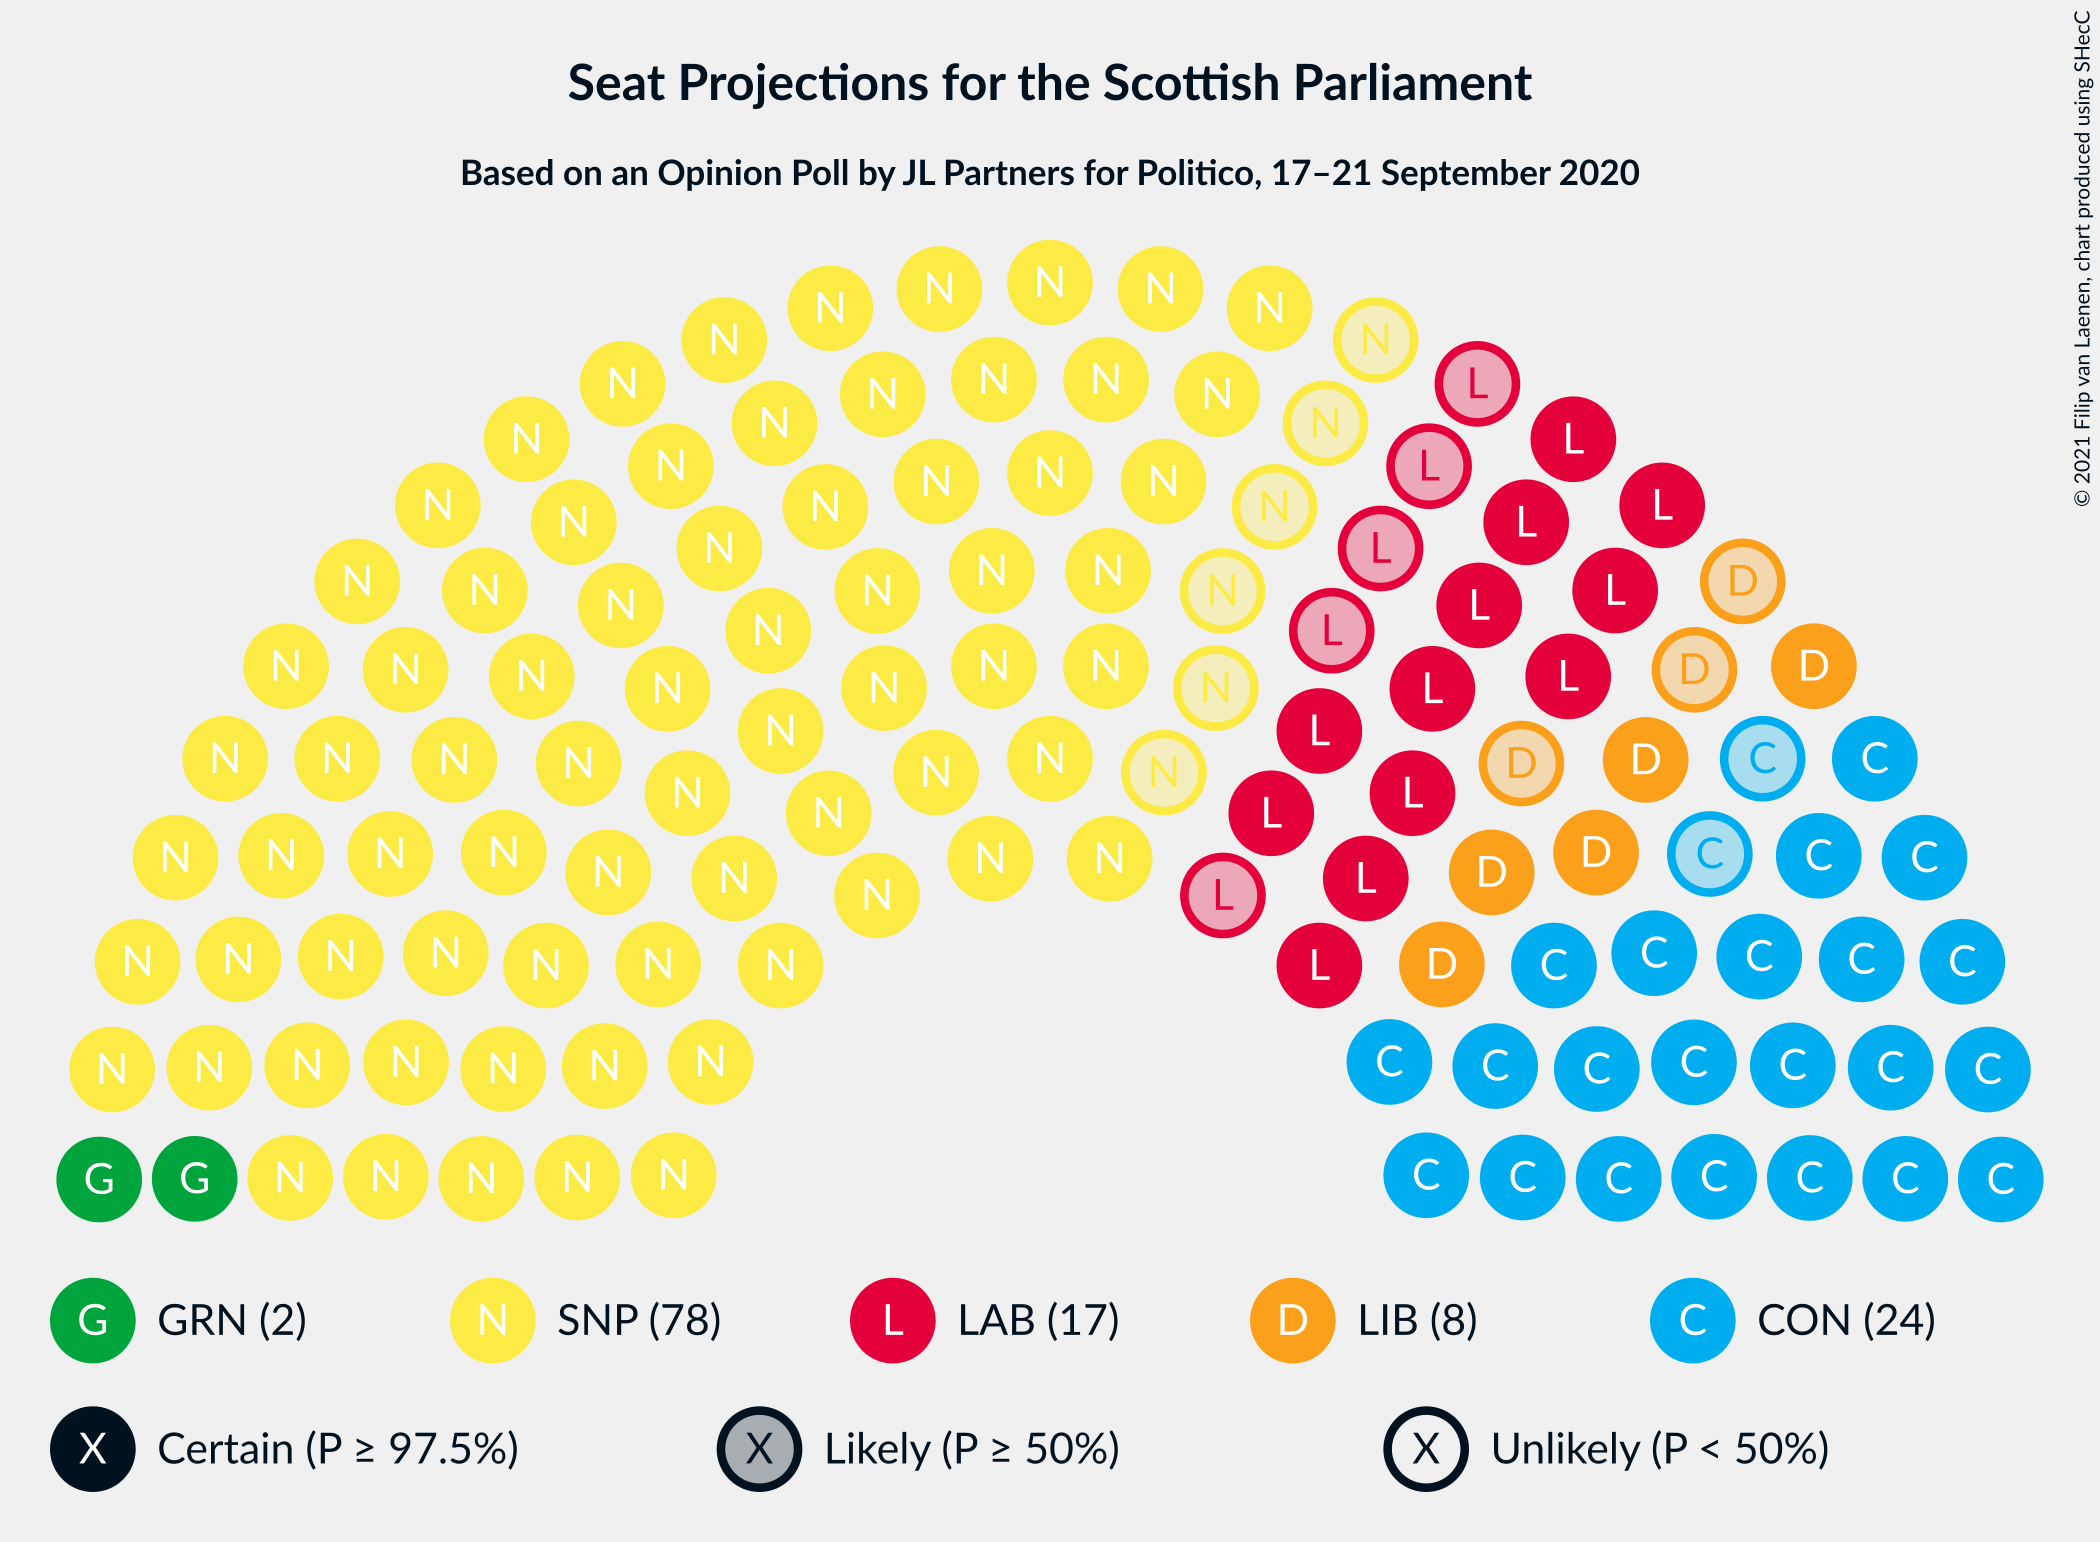 Seat Projections for the Scottish Parliament
Based on an Opinion Poll by JL Partners for Politico, 17–21 September 2020
© 2021 Filip van Laenen, chart produced using SHecC
N N N N N
N N
N N N N N L
N N N L
N N N N N N N L L
N N L L
N N N N N N N L L D
N L
N N N N N N N N L L D D
N L
N N N N N N N N L D D C C
N L
N N N N N N N N N L L D D C C C
N N N N N N N L D C C C C C
N N N N N N N C C C C C C C
G G N N N N N C C C C C C C
G GRN (2) N SNP (78) L LAB (17) D LIB (8) C CON (24)
X Certain (P ≥ 97.5%) X Likely (P ≥ 50%) X Unlikely (P < 50%)